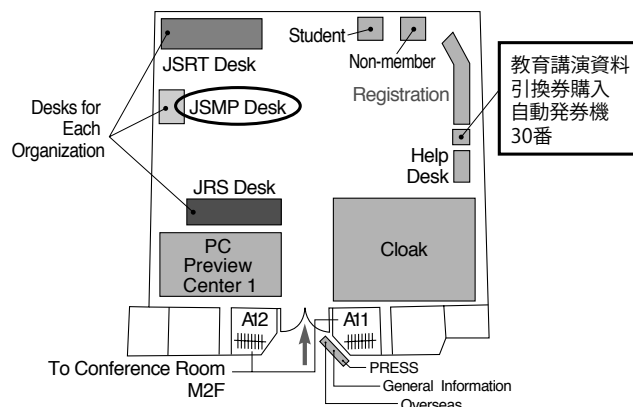 Student
Non-member
JSRT Desk
Registration
教育講演資料
引換券購入
自動発券機
30番
JSMP Desk
Desks for
Each
Organization
Help
Desk
JRS Desk
PC
Preview
Center 1
Cloak
A12
A11
To Conference Room
M2F
PRESS
General Information
Overseas